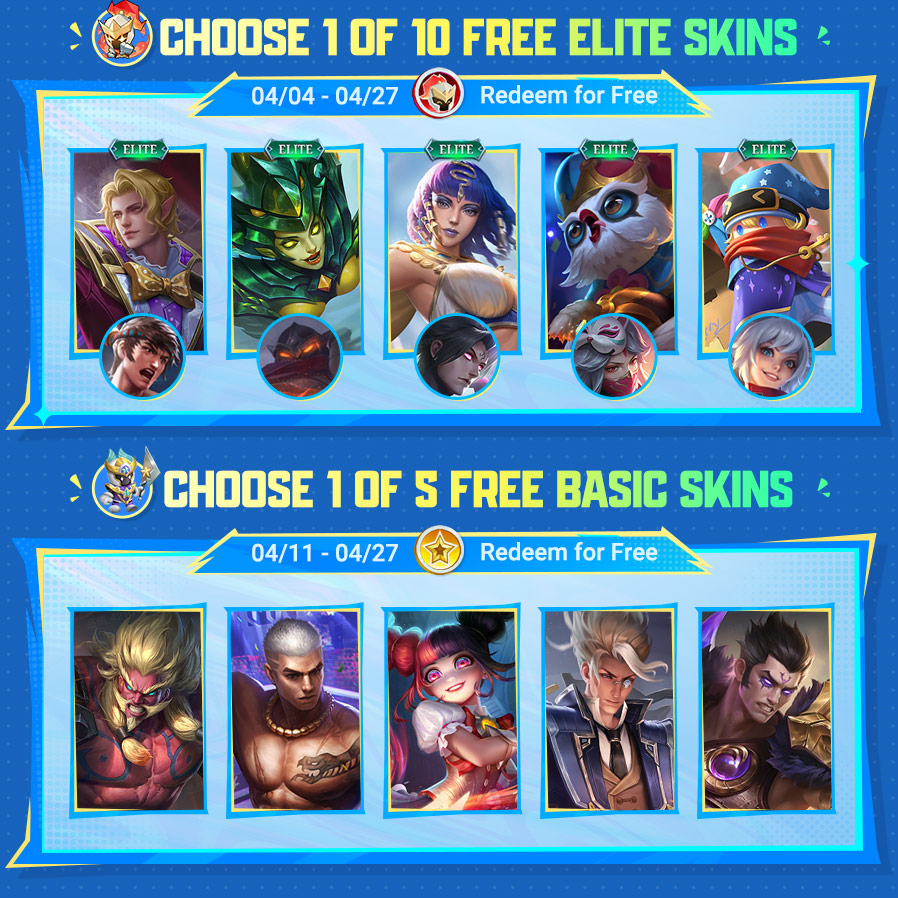 CHOOSE 1 OF 10 FREE ELITE SKINS
04/04 - 04/27 Redeem for Free
ELITE ELITE ELITE ELITE ELITE
CHOOSE 1 OF 5 FREE BASIC SKINS
04/11 - 04/27 Redeem for Free